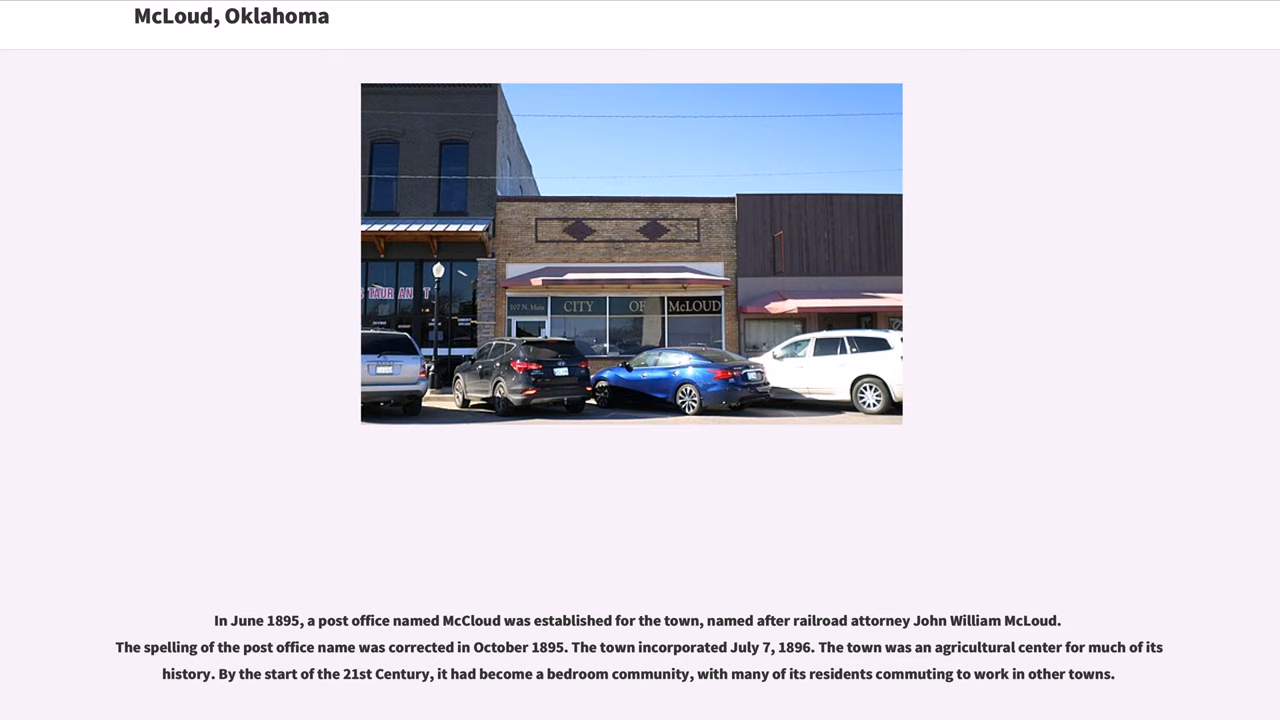 McLoud, Oklahoma
107 N. Main CITY OF McLOUD
In June 1895, a post office named McCloud was established for the town, named after railroad attorney John William McLoud.
The spelling of the post office name was corrected in October 1895. The town incorporated July 7, 1896. The town was an agricultural center for much of its
history. By the start of the 21st Century, it had become a bedroom community, with many of its residents commuting to work in other towns.